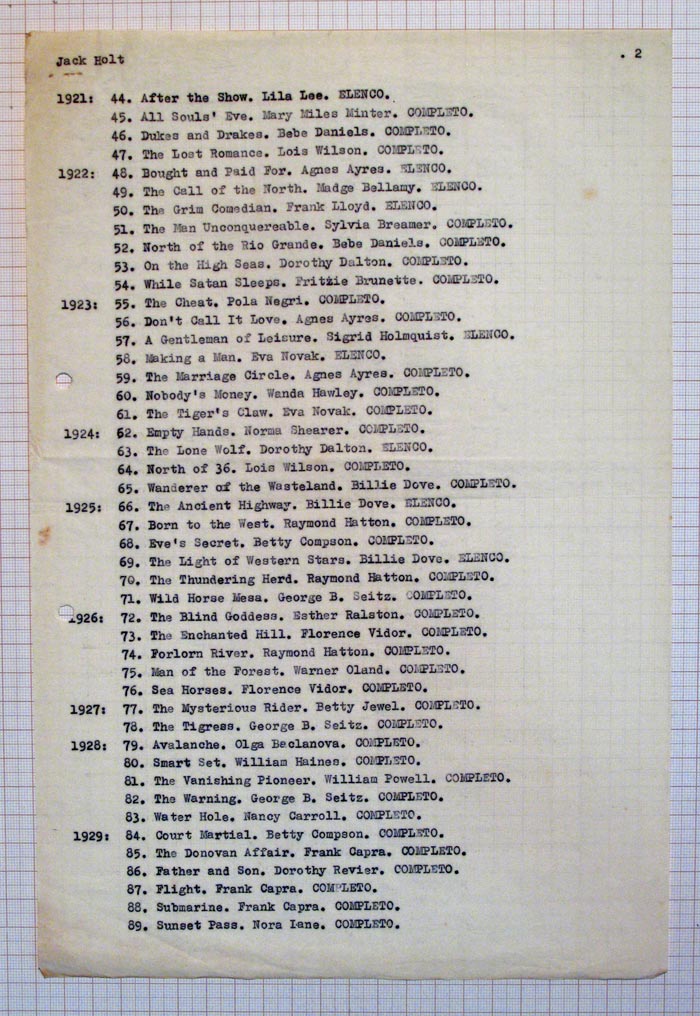 Jack Holt
. 2
1921: 44. After the Show. Lila Lee. ELENCO.
45. All Souls' Eve. Mary Miles Minter. COMPLETO.
46. Dukes and Drakes. Bebe Daniels. COMPLETO.
47. The Lost Romance. Lois Wilson. COMPLETO.
1922: 48. Bought and Paid For. Agnes Ayres. ELENCO.
49. The Call of the North. Madge Bellamy. ELENCO.
50. The Grim Comedian. Frank Lloyd. ELENCO.
51. The Man Unconquereable. Sylvia Breamer. COMPLETO.
52. North of the Rio Grande. Bebe Daniels. COMPLETO.
53. On the High Seas. Dorothy Dalton. COMPLETO.
54. While Satan Sleeps. Fritzie Brunette. COMPLETO.
1923: 55. The Cheat. Pola Negri. COMPLETO.
56. Don't Call It Love. Agnes Ayres. COMPLETO.
57. A Gentleman of Leisure. Sigrid Holmquist. ELENCO.
58. Making a Man. Eva Novak. ELENCO.
59. The Marriage Circle. Agnes Ayres. COMPLETO.
60. Nobody's Money. Wanda Hawley. COMPLETO.
61. The Tiger's Claw. Eva Novak. COMPLETO.
1924: 62. Empty Hands. Norma Shearer. COMPLETO.
63. The Lone Wolf. Dorothy Dalton. ELENCO.
64. North of 36. Lois Wilson. COMPLETO.
65. Wanderer of the Wasteland. Billie Dove. COMPLETO.
1925: 66. The Ancient Highway. Billie Dove. ELENCO.
67. Born to the West. Raymond Hatton. COMPLETO.
68. Eve's Secret. Betty Compson. COMPLETO.
69. The Light of Western Stars. Billie Dove. ELENCO.
70. The Thundering Herd. Raymond Hatton. COMPLETO.
71. Wild Horse Mesa. George B. Seitz. COMPLETO.
1926: 72. The Blind Goddess. Esther Ralston. COMPLETO.
73. The Enchanted Hill. Florence Vidor. COMPLETO.
74. Forlorn River. Raymond Hatton. COMPLETO.
75. Man of the Forest. Warner Oland. COMPLETO.
76. Sea Horses. Florence Vidor. COMPLETO.
1927: 77. The Mysterious Rider. Betty Jewel. COMPLETO.
78. The Tigress. George B. Seitz. COMPLETO.
1928: 79. Avalanche. Olga Baclanova. COMPLETO.
80. Smart Set. William Haines. COMPLETO.
81. The Vanishing Pioneer. William Powell. COMPLETO.
82. The Warning. George B. Seitz. COMPLETO.
83. Water Hole. Nancy Carroll. COMPLETO.
1929: 84. Court Martial. Betty Compson. COMPLETO.
85. The Donovan Affair. Frank Capra. COMPLETO.
86. Father and Son. Dorothy Revier. COMPLETO.
87. Flight. Frank Capra. COMPLETO.
88. Submarine. Frank Capra. COMPLETO.
89. Sunset Pass. Nora Lane. COMPLETO.